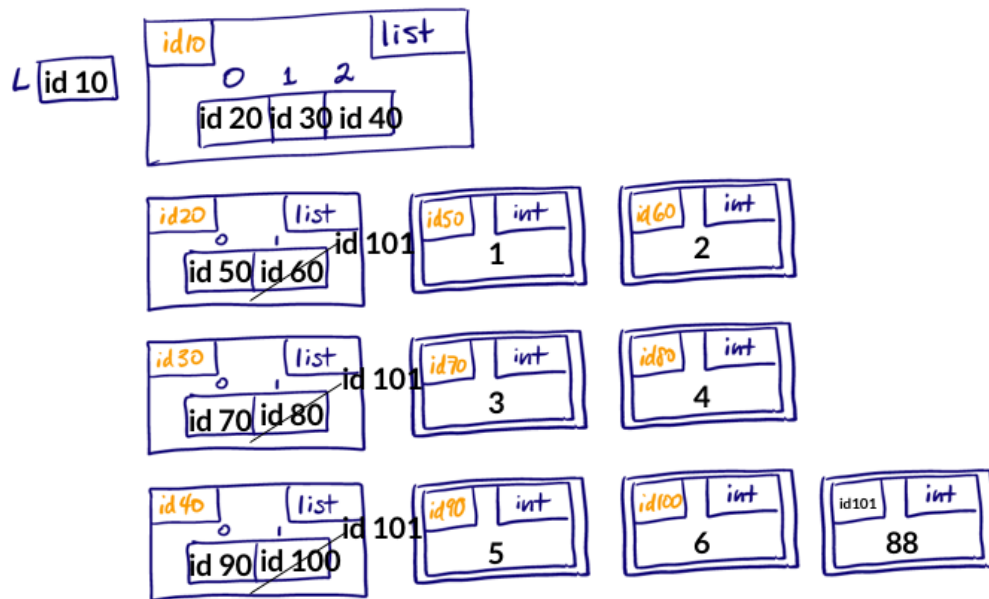 id10 list
L id 10
0 1 2
id 20 id 30 id 40
id20 list id50 int id60 int
0 1 id 101
id 50 id 60 1 2
id30 list id70 int id80 int
0 1 id 101
id 70 id 80 3 4
id40 list id90 int id100 int id101 int
0 1 id 101
id 90 id 100 5 6 88